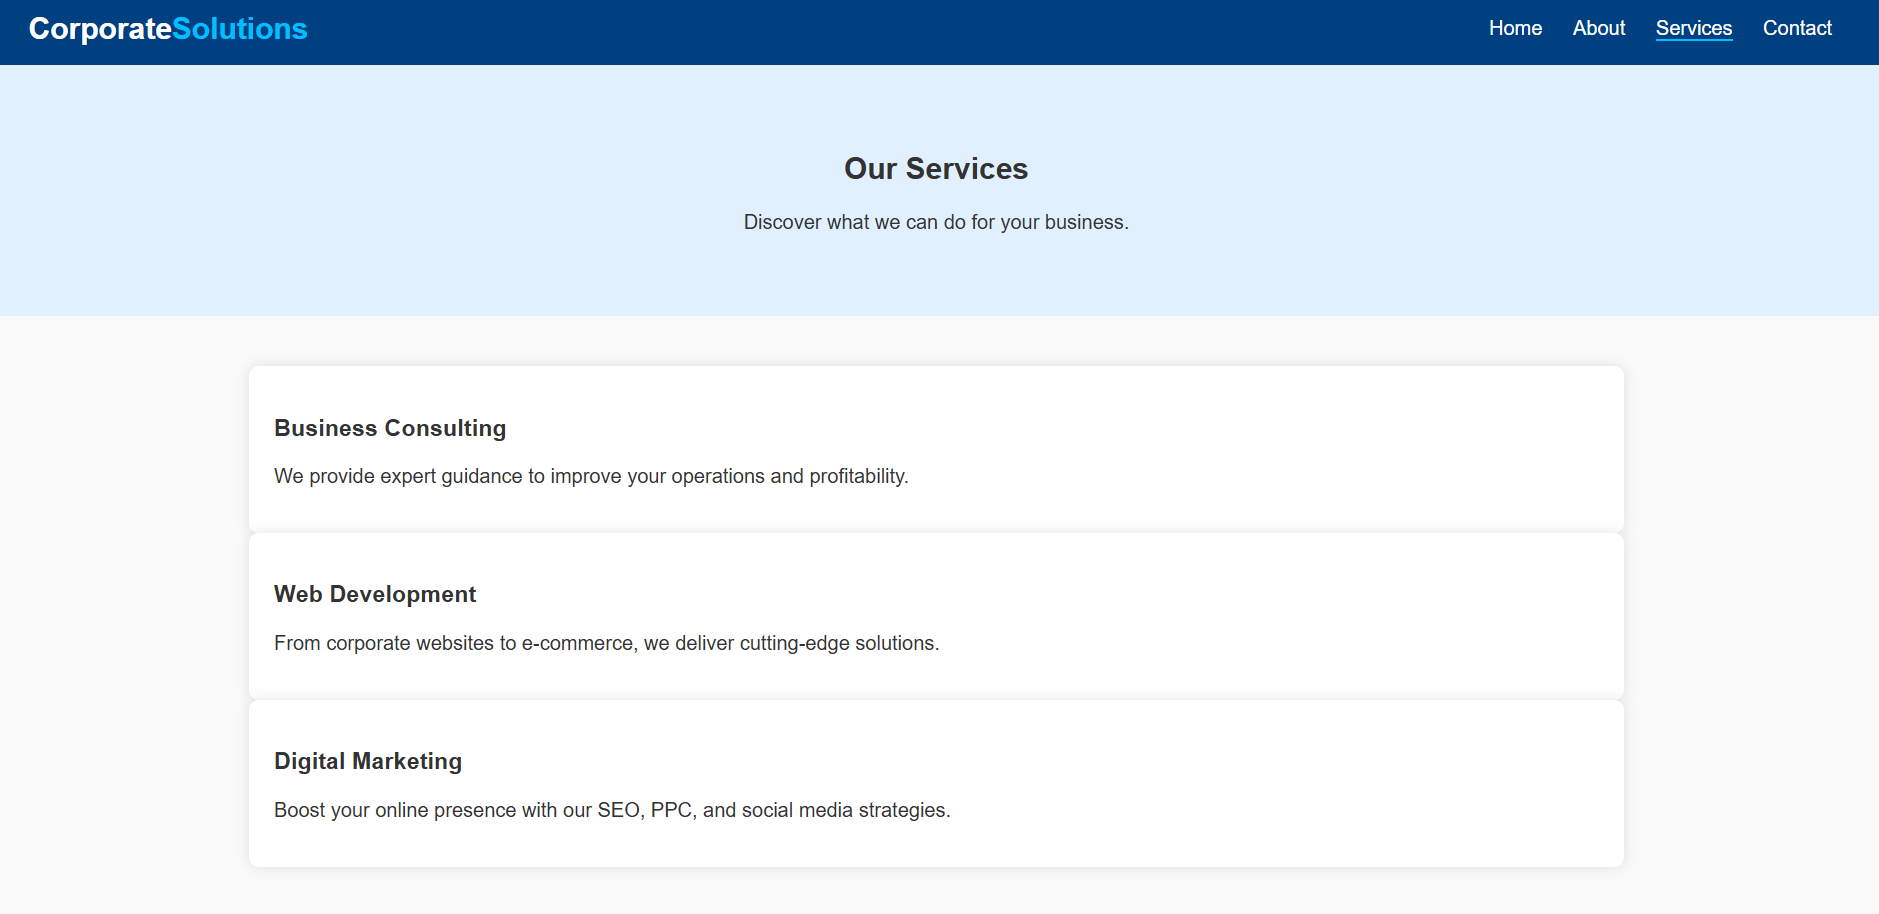 CorporateSolutions
Home About Services Contact
Our Services
Discover what we can do for your business.
Business Consulting
We provide expert guidance to improve your operations and profitability.
Web Development
From corporate websites to e-commerce, we deliver cutting-edge solutions.
Digital Marketing
Boost your online presence with our SEO, PPC, and social media strategies.